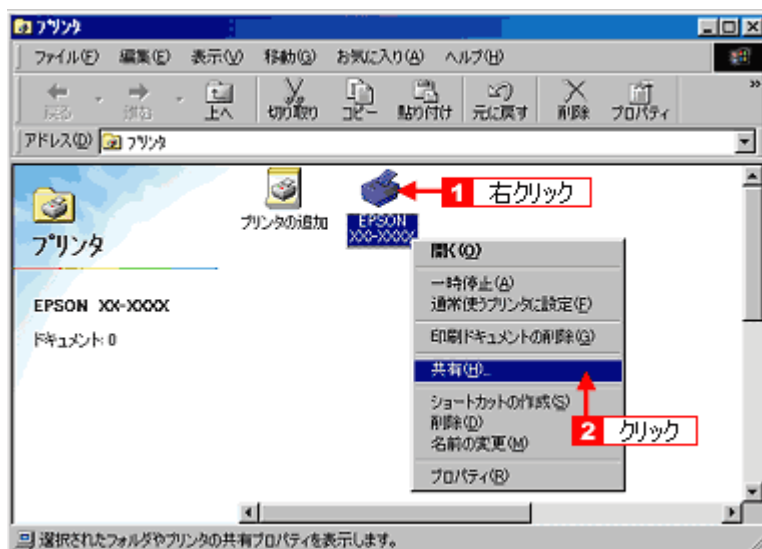 プリンタ
ファイル(F) 編集(E) 表示(V) 移動(G) お気に入り(A) ヘルプ(H)
戻る 進む 上へ 切り取り コピー 貼り付け 元に戻す 削除 プロパティ »
アドレス(D) プリンタ
プリンタ
EPSON XX-XXXX
ドキュメント: 0
プリンタの追加
EPSON
XXX-XXXX
1 右クリック
開く(O)
一時停止(A)
通常使うプリンタに設定(F)
印刷ドキュメントの削除(G)
共有(H)...
ショートカットの作成(S)
削除(D)
名前の変更(M)
プロパティ(R)
2 クリック
選択されたフォルダやプリンタの共有プロパティを表示します。